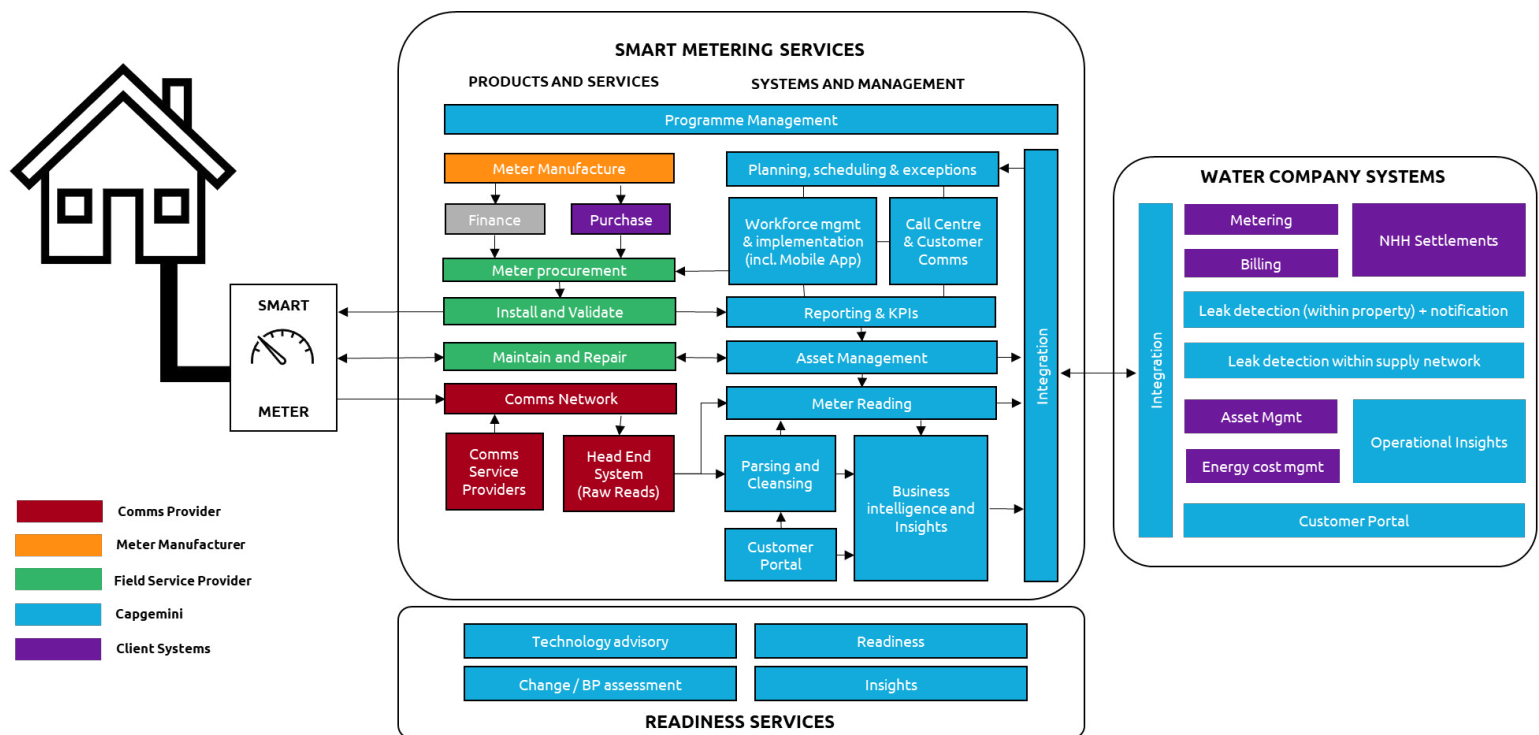 SMART METERING SERVICES
PRODUCTS AND SERVICES
SYSTEMS AND MANAGEMENT
Programme Management
Meter Manufacture
Finance
Purchase
Meter procurement
Install and Validate
Maintain and Repair
Comms Network
Comms
Service
Providers
Head End
System
(Raw Reads)
Planning, scheduling & exceptions
Workforce mgmt
& implementation
(incl. Mobile App)
Call Centre
& Customer
Comms
Reporting & KPIs
Asset Management
Meter Reading
Parsing and
Cleansing
Business
intelligence and
Insights
Customer
Portal
Integration
SMART
METER
WATER COMPANY SYSTEMS
Integration
Metering
Billing
NHH Settlements
Leak detection (within property) + notification
Leak detection within supply network
Asset Mgmt
Energy cost mgmt
Operational Insights
Customer Portal
Comms Provider
Meter Manufacturer
Field Service Provider
Capgemini
Client Systems
Technology advisory
Readiness
Change / BP assessment
Insights
READINESS SERVICES